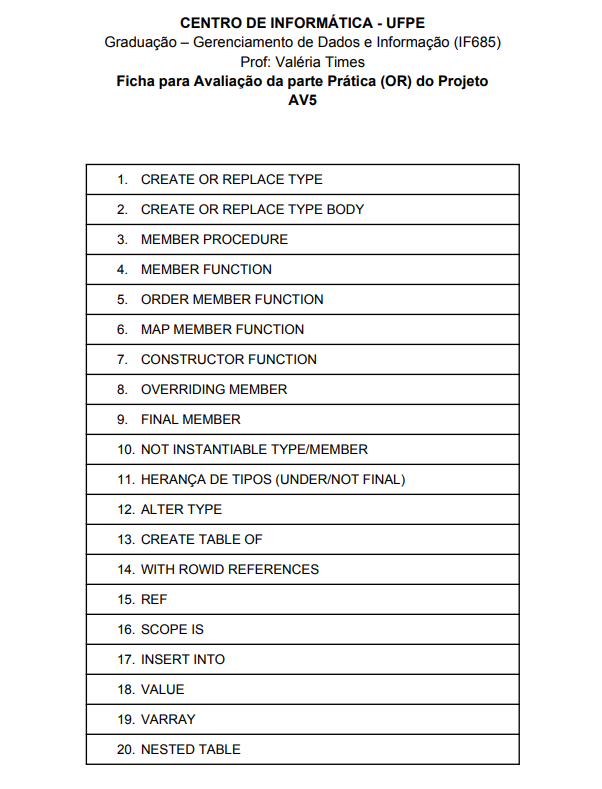 CENTRO DE INFORMÁTICA - UFPE
Graduação – Gerenciamento de Dados e Informação (IF685)
Prof: Valéria Times
Ficha para Avaliação da parte Prática (OR) do Projeto
AV5
1. CREATE OR REPLACE TYPE
2. CREATE OR REPLACE TYPE BODY
3. MEMBER PROCEDURE
4. MEMBER FUNCTION
5. ORDER MEMBER FUNCTION
6. MAP MEMBER FUNCTION
7. CONSTRUCTOR FUNCTION
8. OVERRIDING MEMBER
9. FINAL MEMBER
10. NOT INSTANTIABLE TYPE/MEMBER
11. HERANÇA DE TIPOS (UNDER/NOT FINAL)
12. ALTER TYPE
13. CREATE TABLE OF
14. WITH ROWID REFERENCES
15. REF
16. SCOPE IS
17. INSERT INTO
18. VALUE
19. VARRAY
20. NESTED TABLE